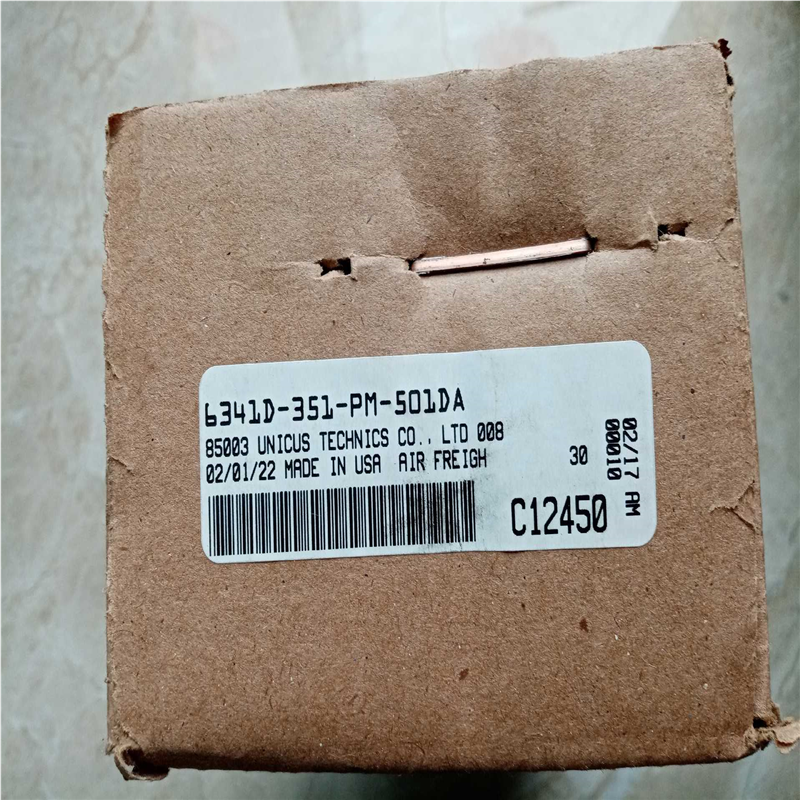 6341D-351-PM-501DA
85003 UNICUS TECHNICS CO., LTD 008
02/01/22 MADE IN USA AIR FREIGH
30
C12450
02/17 AM
00010